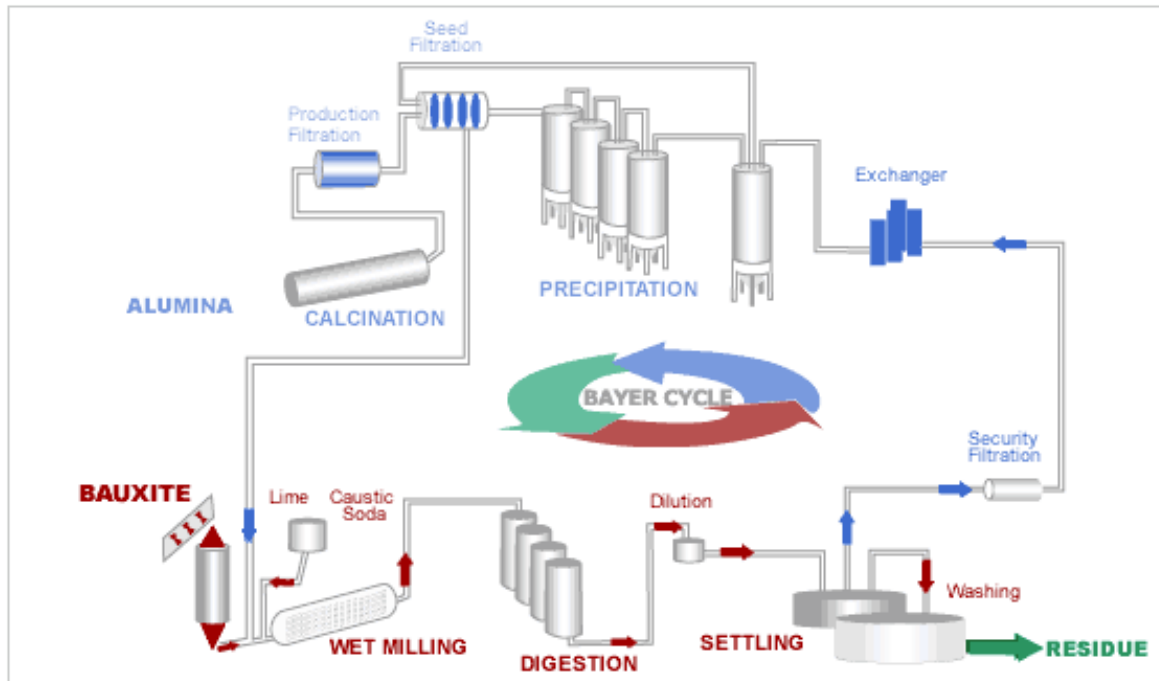 Seed
Filtration
Production
Filtration
Exchanger
PRECIPITATION
ALUMINA
CALCINATION
BAYER CYCLE
Security
Filtration
BAUXITE
Lime
Caustic
Soda
Dilution
Washing
WET MILLING
DIGESTION
SETTLING
RESIDUE